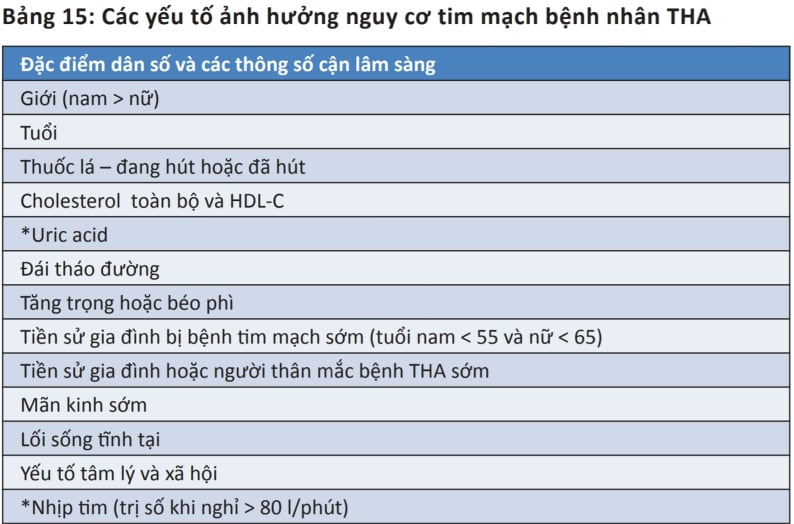 Bảng 15: Các yếu tố ảnh hưởng nguy cơ tim mạch bệnh nhân THA
Đặc điểm dân số và các thông số cận lâm sàng
Giới (nam > nữ)
Tuổi
Thuốc lá – đang hút hoặc đã hút
Cholesterol toàn bộ và HDL-C
*Uric acid
Đái tháo đường
Tăng trọng hoặc béo phì
Tiền sử gia đình bị bệnh tim mạch sớm (tuổi nam < 55 và nữ < 65)
Tiền sử gia đình hoặc người thân mắc bệnh THA sớm
Mãn kinh sớm
Lối sống tĩnh tại
Yếu tố tâm lý và xã hội
*Nhịp tim (trị số khi nghỉ > 80 l/phút)